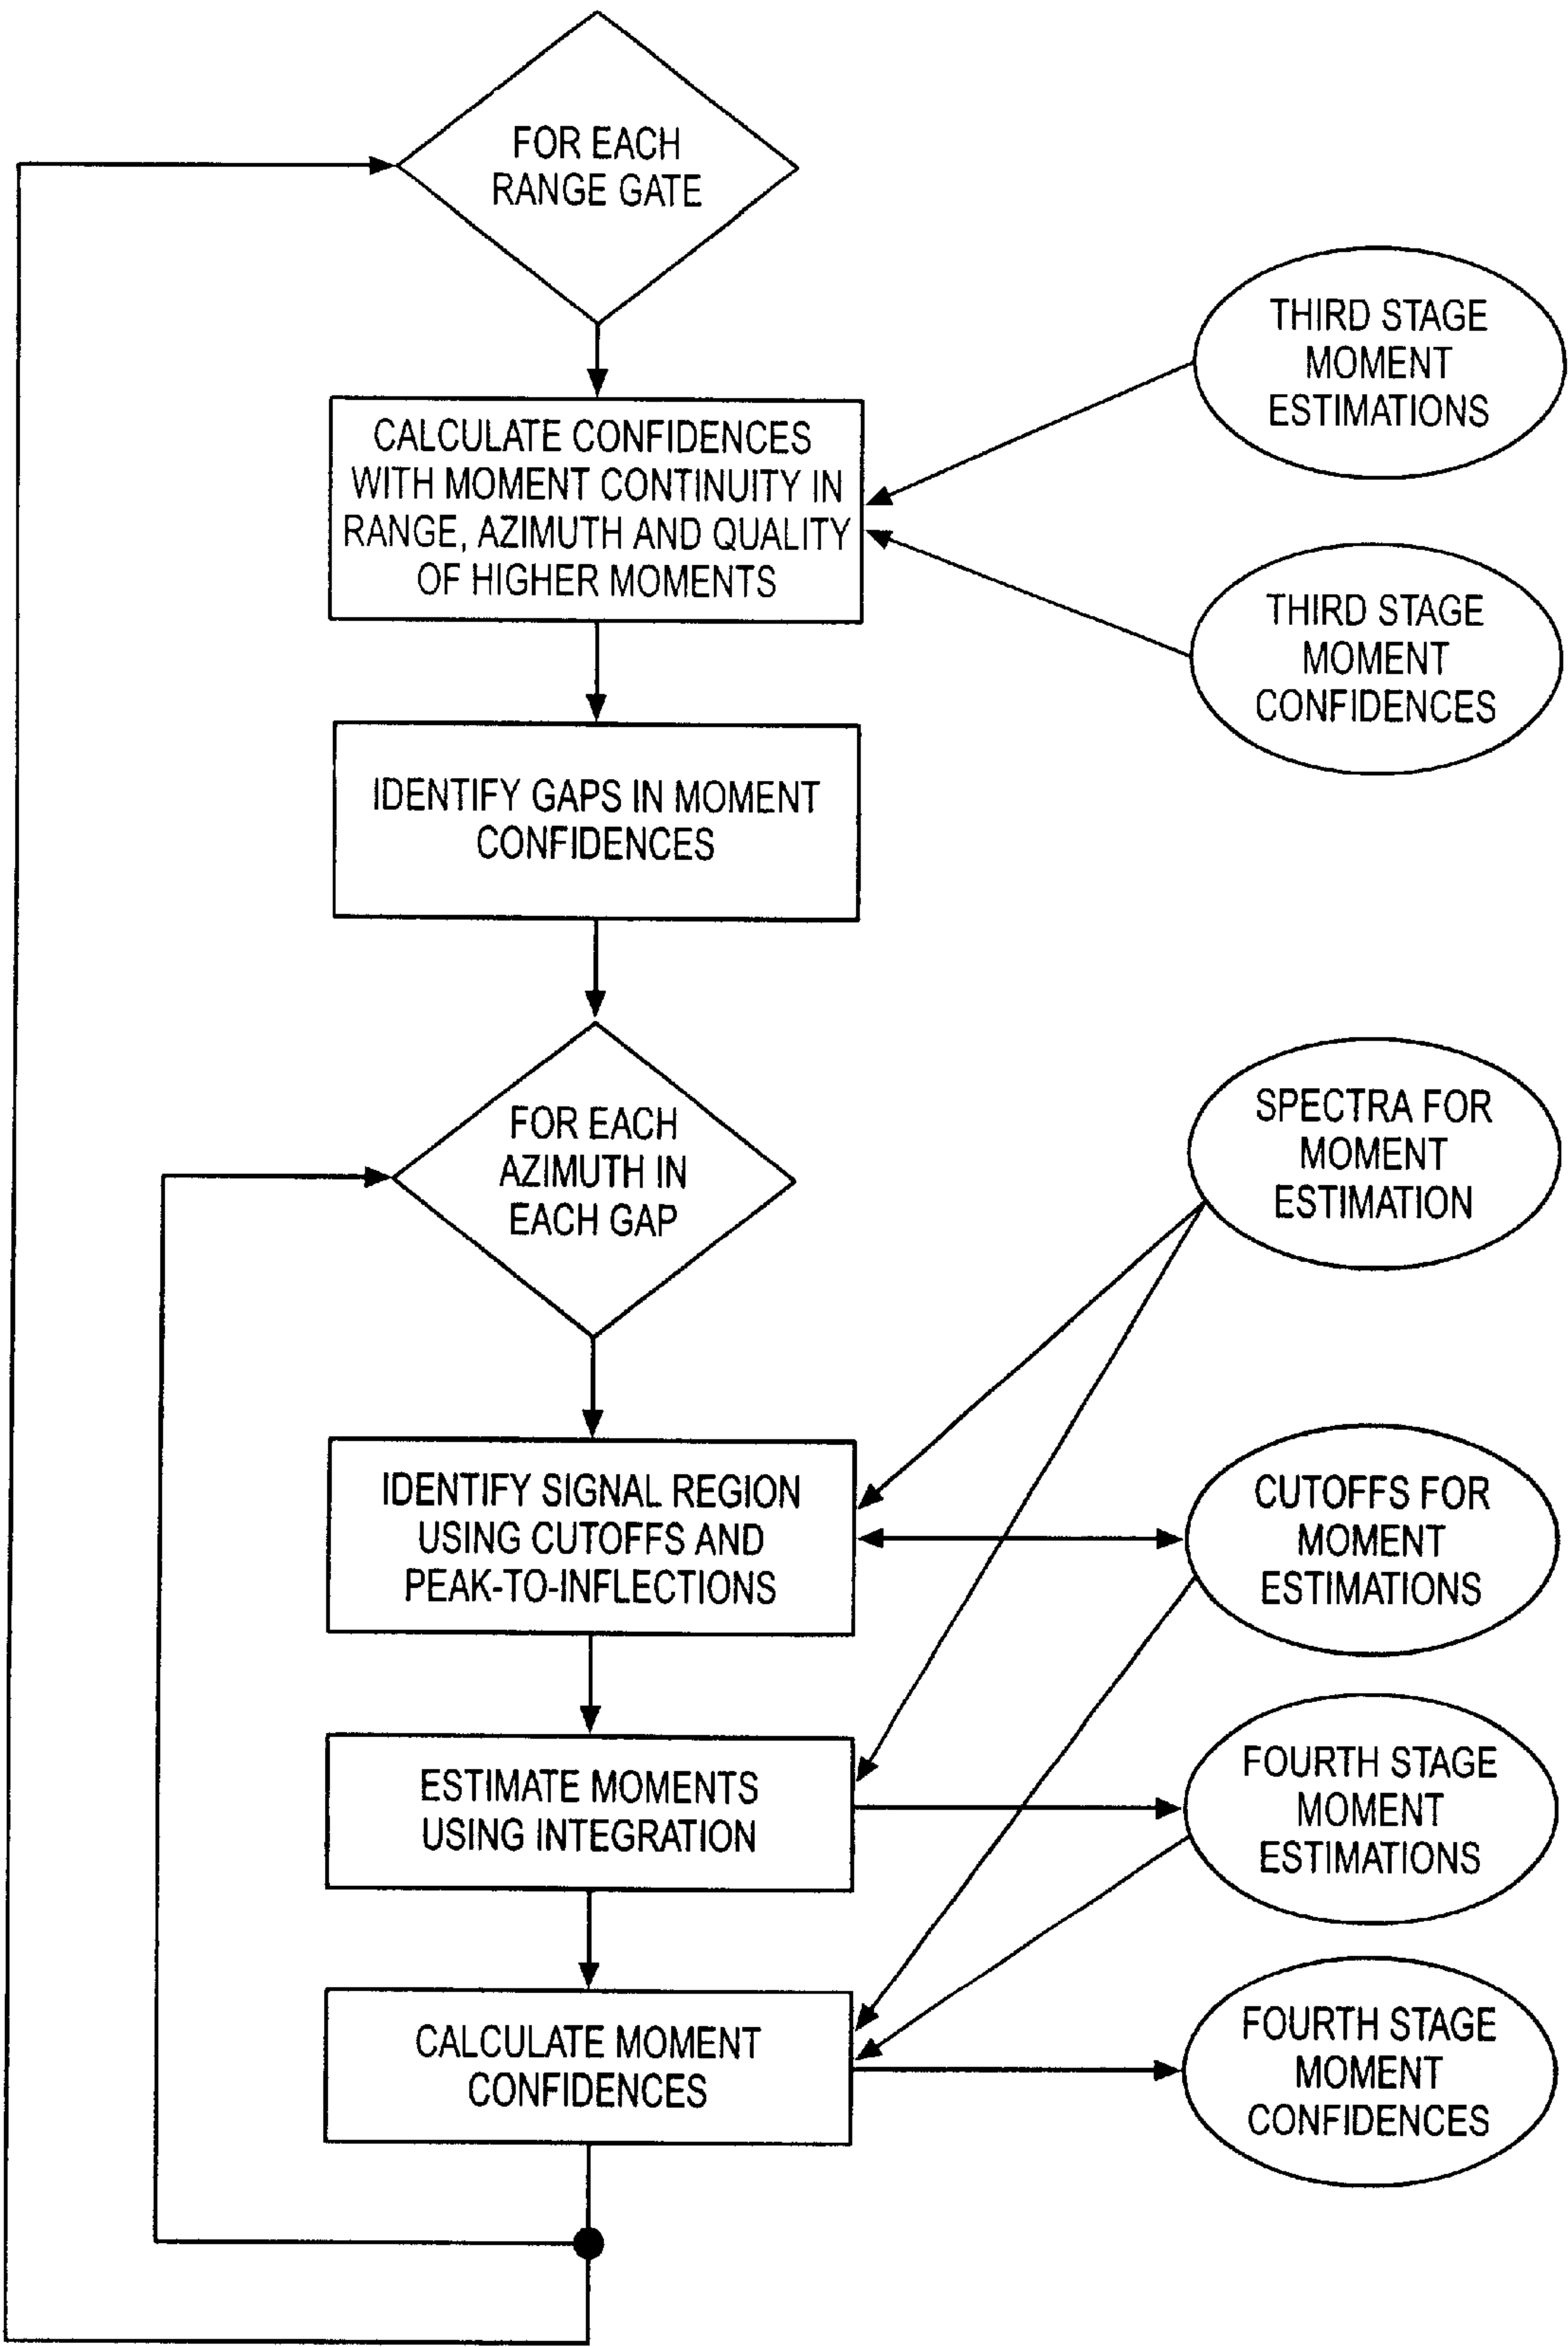 FOR EACH
RANGE GATE
THIRD STAGE
MOMENT
ESTIMATIONS
CALCULATE CONFIDENCES
WITH MOMENT CONTINUITY IN
RANGE, AZIMUTH AND QUALITY
OF HIGHER MOMENTS
THIRD STAGE
MOMENT
CONFIDENCES
IDENTIFY GAPS IN MOMENT
CONFIDENCES
FOR EACH
AZIMUTH IN
EACH GAP
SPECTRA FOR
MOMENT
ESTIMATION
IDENTIFY SIGNAL REGION
USING CUTOFFS AND
PEAK-TO-INFLECTIONS
CUTOFFS FOR
MOMENT
ESTIMATIONS
ESTIMATE MOMENTS
USING INTEGRATION
FOURTH STAGE
MOMENT
ESTIMATIONS
CALCULATE MOMENT
CONFIDENCES
FOURTH STAGE
MOMENT
CONFIDENCES